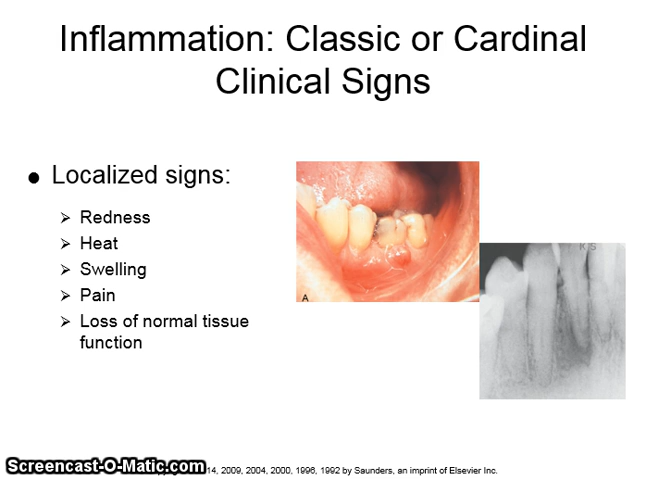 Inflammation: Classic or Cardinal
Clinical Signs
Localized signs:
Redness
Heat
Swelling
Pain
Loss of normal tissue
function
A
Screencast-O-Matic.com
14, 2009, 2004, 2000, 1996, 1992 by Saunders, an imprint of Elsevier Inc.